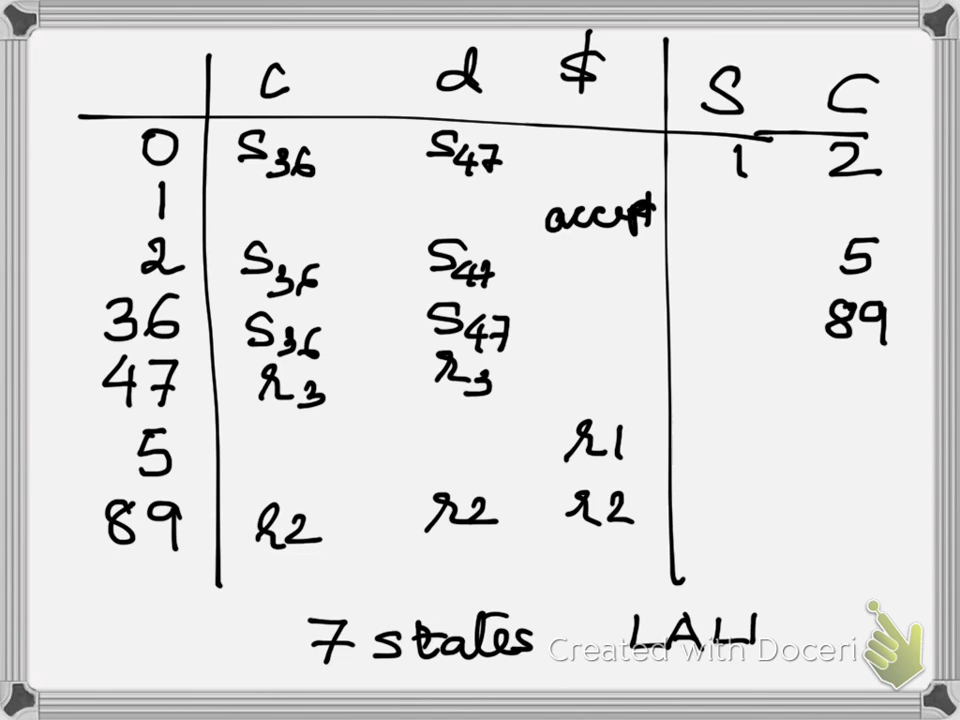 c d $ S C
0 S36 S47 1 2
1 accept
2 S36 S47 5
36 S36 S47 89
47 r3 r3
5 r1
89 r2 r2 r2
7 states LALR
Created with Doceri